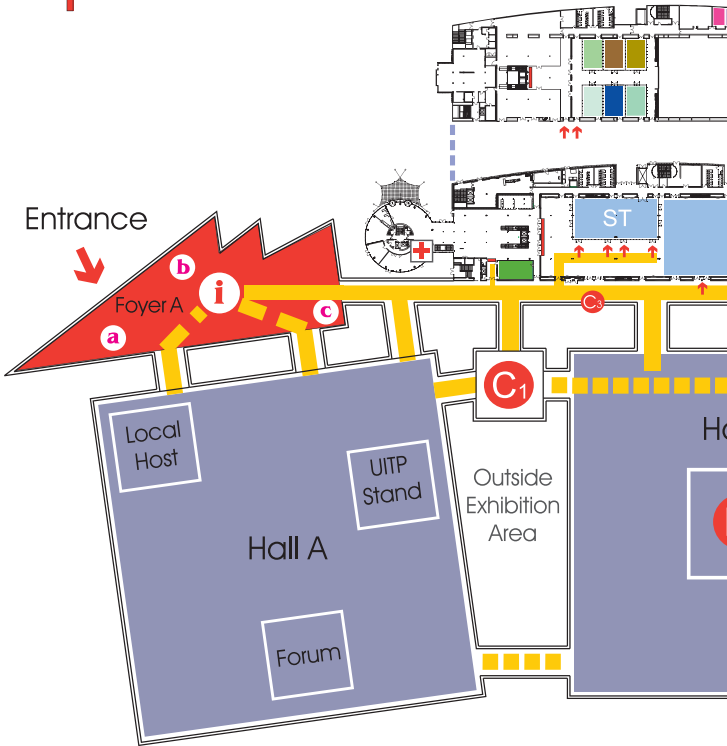 ST
Entrance
b
i
Foyer A
c
a
C3
C1
Local
Host
UITP
Stand
Outside
Exhibition
Area
Hall A
Forum